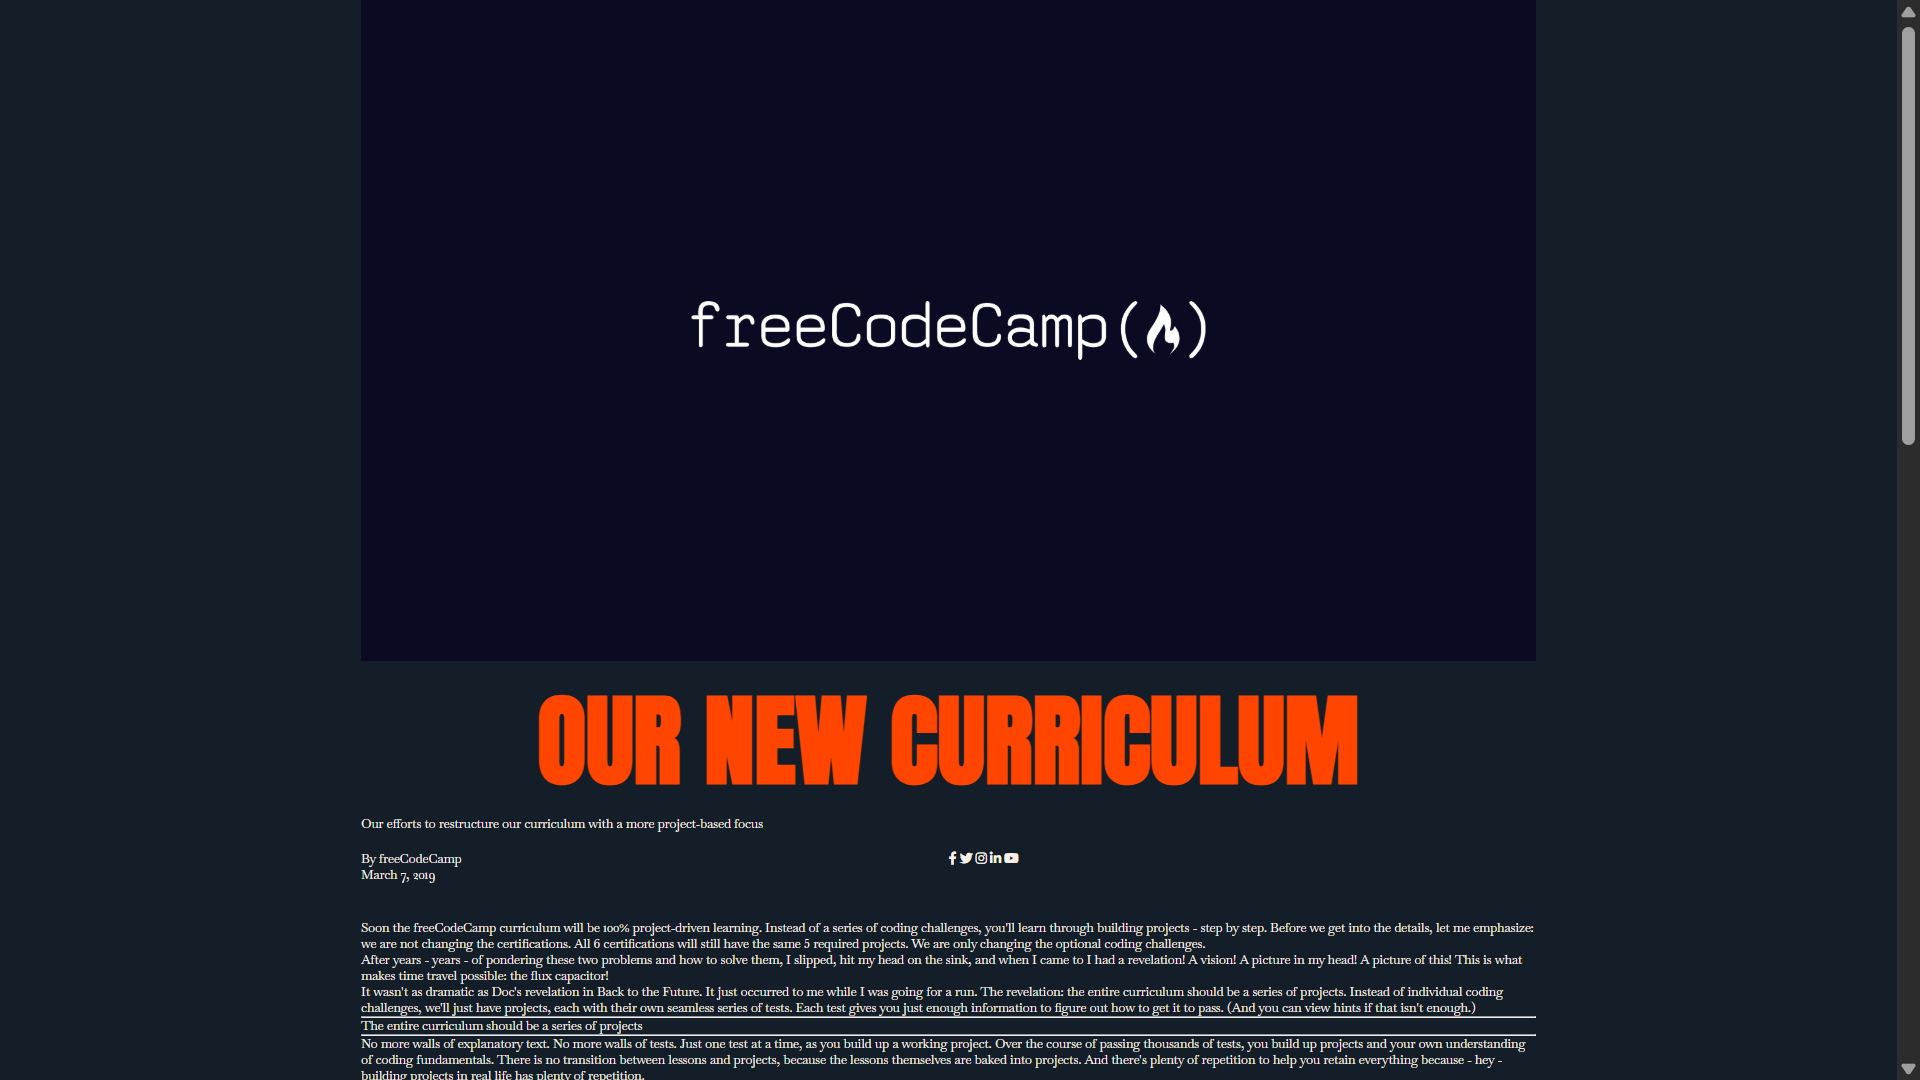 freeCodeCamp(🔥)
OUR NEW CURRICULUM
Our efforts to restructure our curriculum with a more project-based focus
By freeCodeCamp
March 7, 2019
Soon the freeCodeCamp curriculum will be 100% project-driven learning. Instead of a series of coding challenges, you'll learn through building projects - step by step. Before we get into the details, let me emphasize:
we are not changing the certifications. All 6 certifications will still have the same 5 required projects. We are only changing the optional coding challenges.
After years - years - of pondering these two problems and how to solve them, I slipped, hit my head on the sink, and when I came to I had a revelation! A vision! A picture in my head! A picture of this! This is what
makes time travel possible: the flux capacitor!
It wasn't as dramatic as Doc's revelation in Back to the Future. It just occurred to me while I was going for a run. The revelation: the entire curriculum should be a series of projects. Instead of individual coding
challenges, we'll just have projects, each with their own seamless series of tests. Each test gives you just enough information to figure out how to get it to pass. (And you can view hints if that isn't enough.)
The entire curriculum should be a series of projects
No more walls of explanatory text. No more walls of tests. Just one test at a time, as you build up a working project. Over the course of passing thousands of tests, you build up projects and your own understanding
of coding fundamentals. There is no transition between lessons and projects, because the lessons themselves are baked into projects. And there's plenty of repetition to help you retain everything because - hey -
building projects in real life has plenty of repetition.